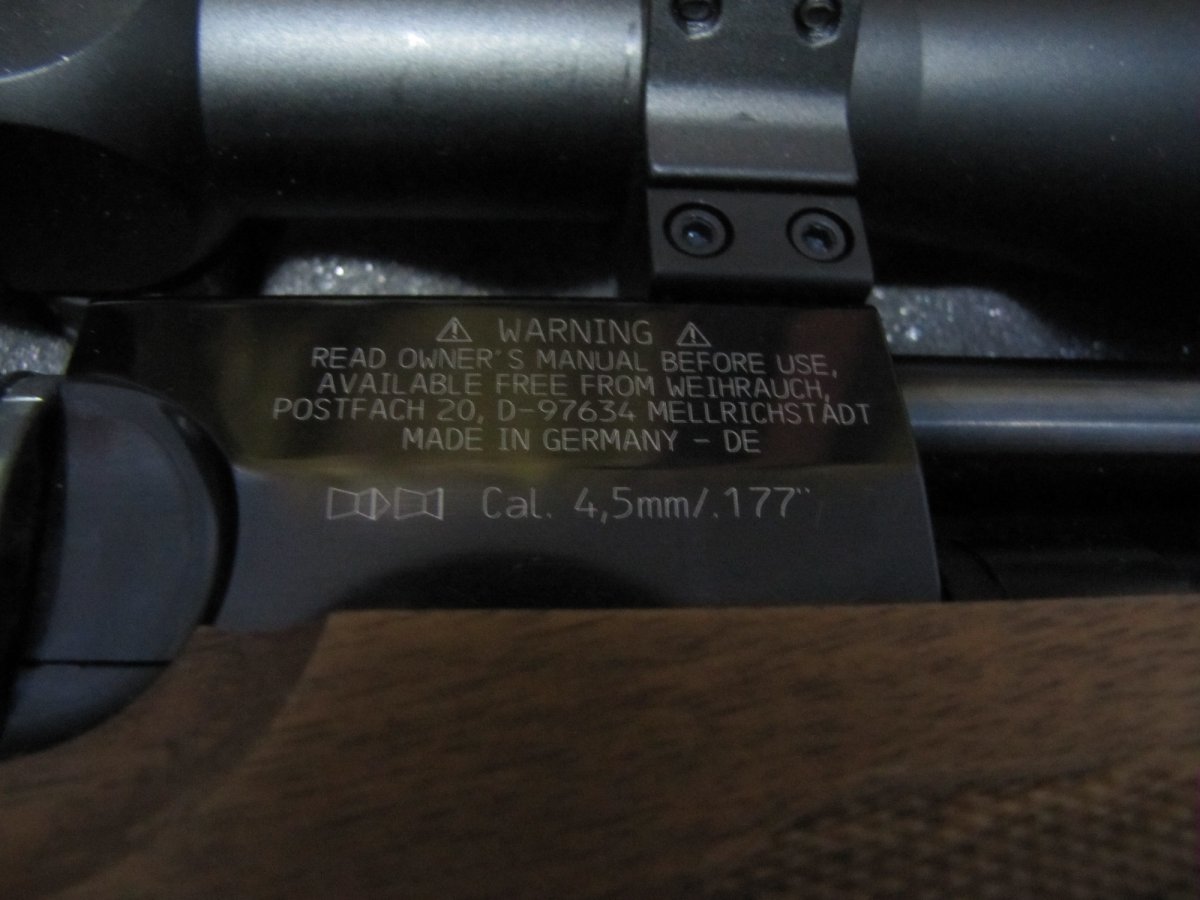 ⚠ WARNING ⚠
READ OWNER'S MANUAL BEFORE USE,
AVAILABLE FREE FROM WEIHRAUCH,
POSTFACH 20, D-97634 MELLRICHSTADT
MADE IN GERMANY - DE
Cal. 4,5mm/.177"